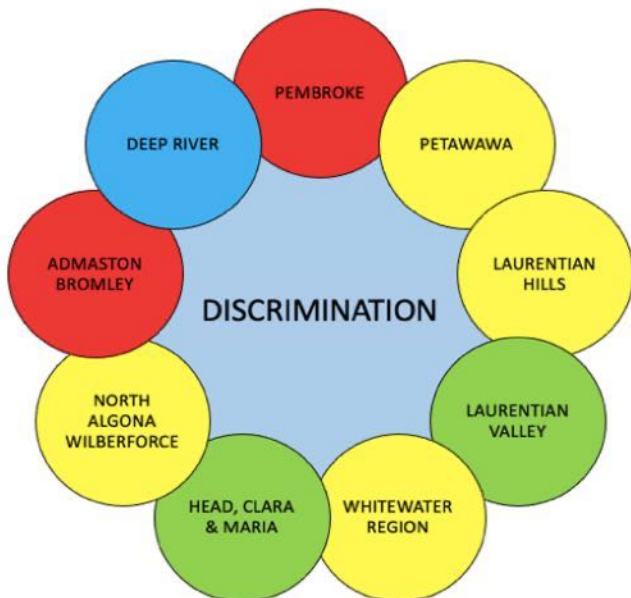 PEMBROKE
DEEP RIVER
PETAWAWA
ADMASTON
BROMLEY
LAURENTIAN
HILLS
DISCRIMINATION
NORTH
ALGONA
WILBERFORCE
LAURENTIAN
VALLEY
HEAD, CLARA
& MARIA
WHITEWATER
REGION